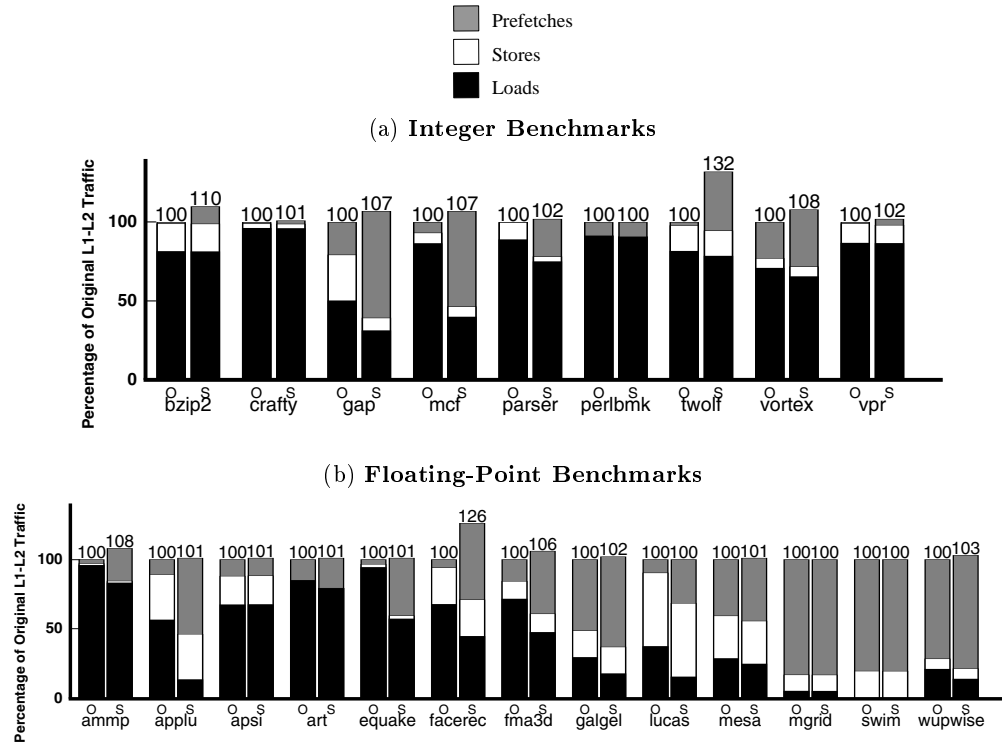 Prefetches
Stores
Loads
(a) Integer Benchmarks
Percentage of Original L1-L2 Traffic
100
50
0
100 110 100 101 100 107 100 107 100 102 100 100 100 132 100 108 100 102
O S O S O S O S O S O S O S O S O S
bzip2 crafty gap mcf parser perlbmk twolf vortex vpr
(b) Floating-Point Benchmarks
Percentage of Original L1-L2 Traffic
100
50
0
100 108 100 101 100 101 100 101 100 101 100 126 100 106 100 102 100 100 100 101 100 100 100 100 100 103
O S O S O S O S O S O S O S O S O S O S O S O S O S
ammp applu apsi art equake facerec fma3d galgel lucas mesa mgrid swim wupwise